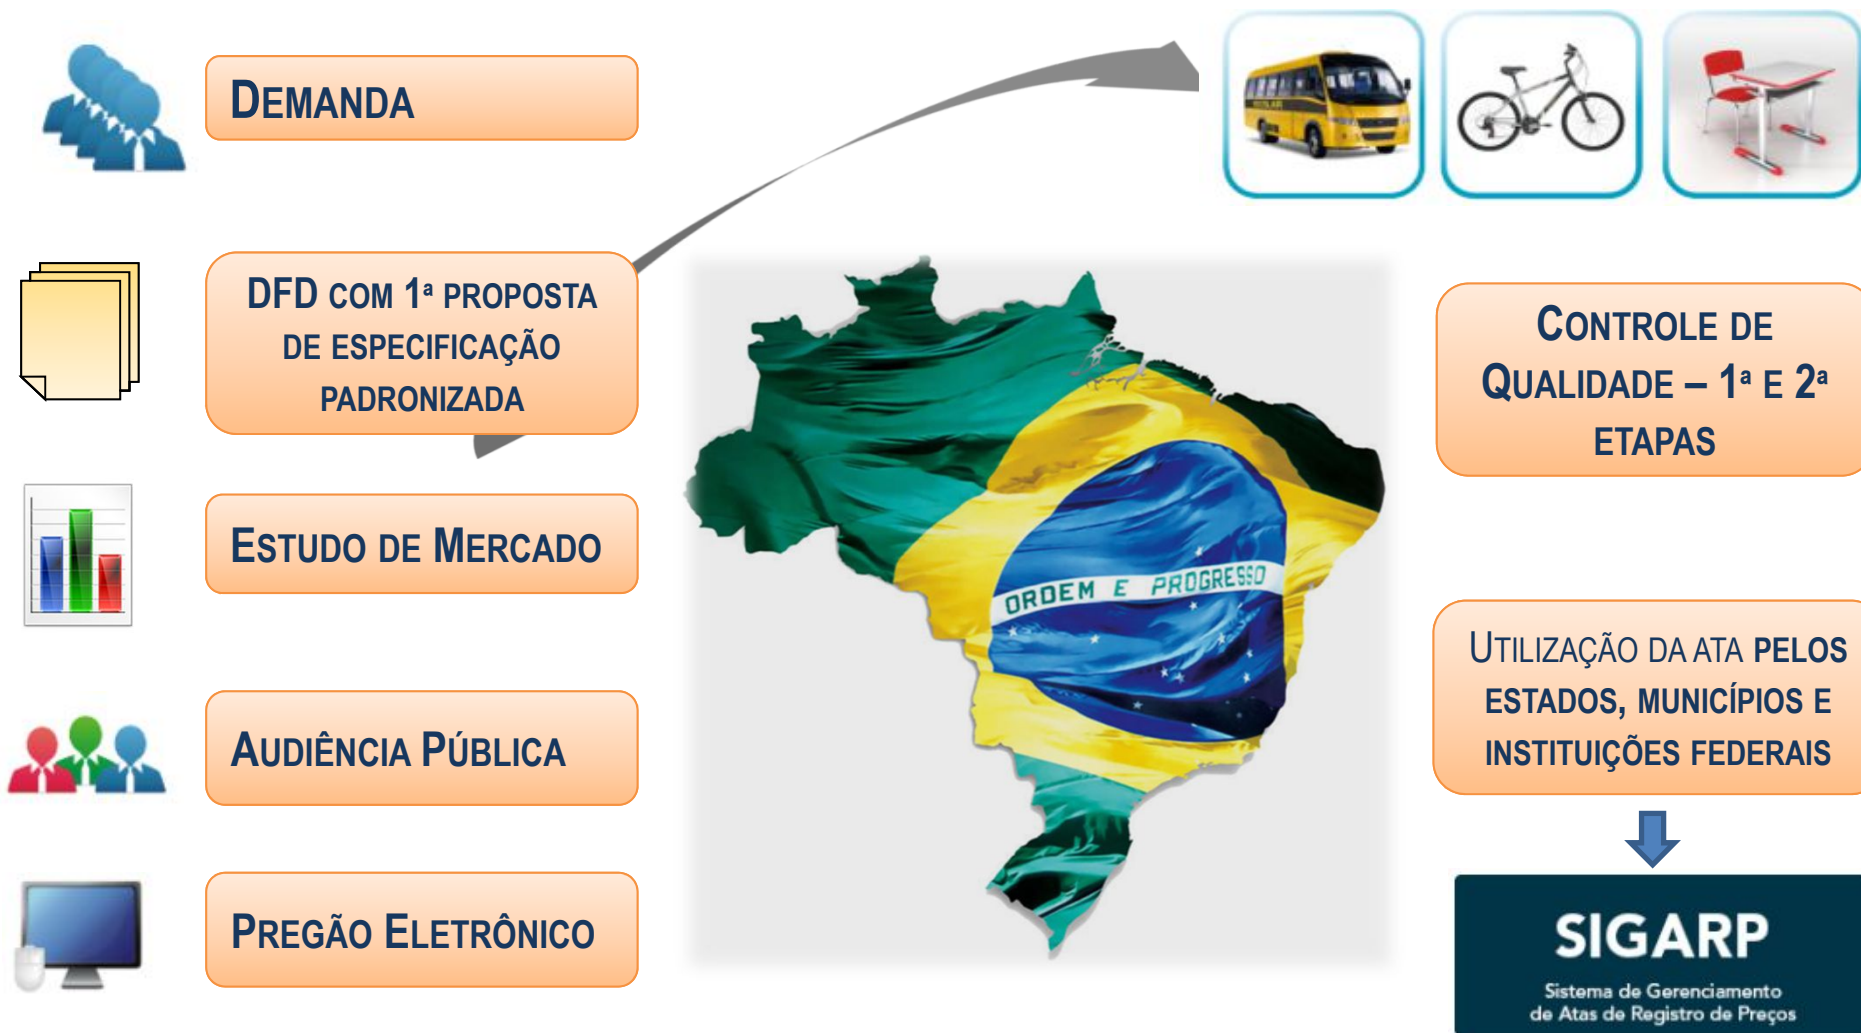 DEMANDA
DFD COM 1ª PROPOSTA
DE ESPECIFICAÇÃO
PADRONIZADA
ESTUDO DE MERCADO
AUDIÊNCIA PÚBLICA
PREGÃO ELETRÔNICO
ESCOLAR
ORDEM E PROGRESSO
CONTROLE DE
QUALIDADE – 1ª E 2ª
ETAPAS
UTILIZAÇÃO DA ATA PELOS
ESTADOS, MUNICÍPIOS E
INSTITUIÇÕES FEDERAIS
SIGARP
Sistema de Gerenciamento
de Atas de Registro de Preços